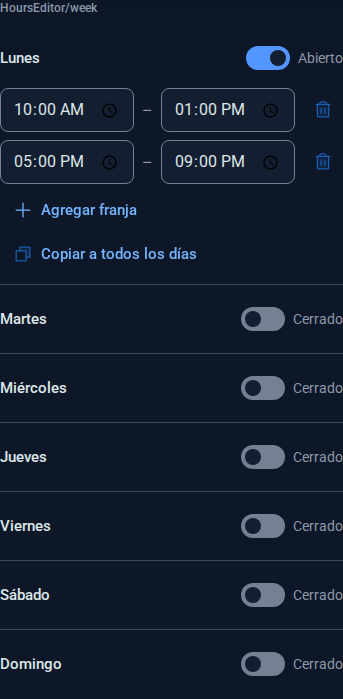 HoursEditor/week
Lunes Abierto
10:00 AM – 01:00 PM
05:00 PM – 09:00 PM
Agregar franja
Copiar a todos los días
Martes Cerrado
Miércoles Cerrado
Jueves Cerrado
Viernes Cerrado
Sábado Cerrado
Domingo Cerrado